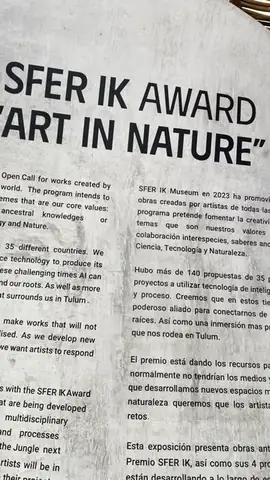 SFER IK AWARD
"ART IN NATURE"
Open Call for works created by
world. The program intends to
emes that are our core values:
ancestral knowledges or
gy and Nature.
35 different countries. We
ce technology to produce its
ese challenging times AI can
nd our roots. As well as more
at surrounds us in Tulum .
make works that will not
lised. As we develop new
we want artists to respond
s with the SFER IK Award
at are being developed
multidisciplinary
and processes
the Jungle next
rtists will be in
SFER IK Museum en 2023 ha promovi
obras creadas por artistas de todas las
programa pretende fomentar la creativi
temas que son nuestros valores
colaboración interespecies, saberes anc
Ciencia, Tecnología y Naturaleza.
Hubo más de 140 propuestas de 35 p
proyectos a utilizar tecnología de intelig
y proceso. Creemos que en estos tie
poderoso aliado para conectarnos de
raíces. Así como una inmersión mas pr
que nos rodea en Tulum.
El premio está dando los recursos pa
normalmente no tendrían los medios y
que desarrollamos nuevos espacios m
naturaleza queremos que los artist
retos.
Esta exposición presenta obras ant
Premio SFER IK, así como sus 4 pro
están desarrollando a lo largo de es